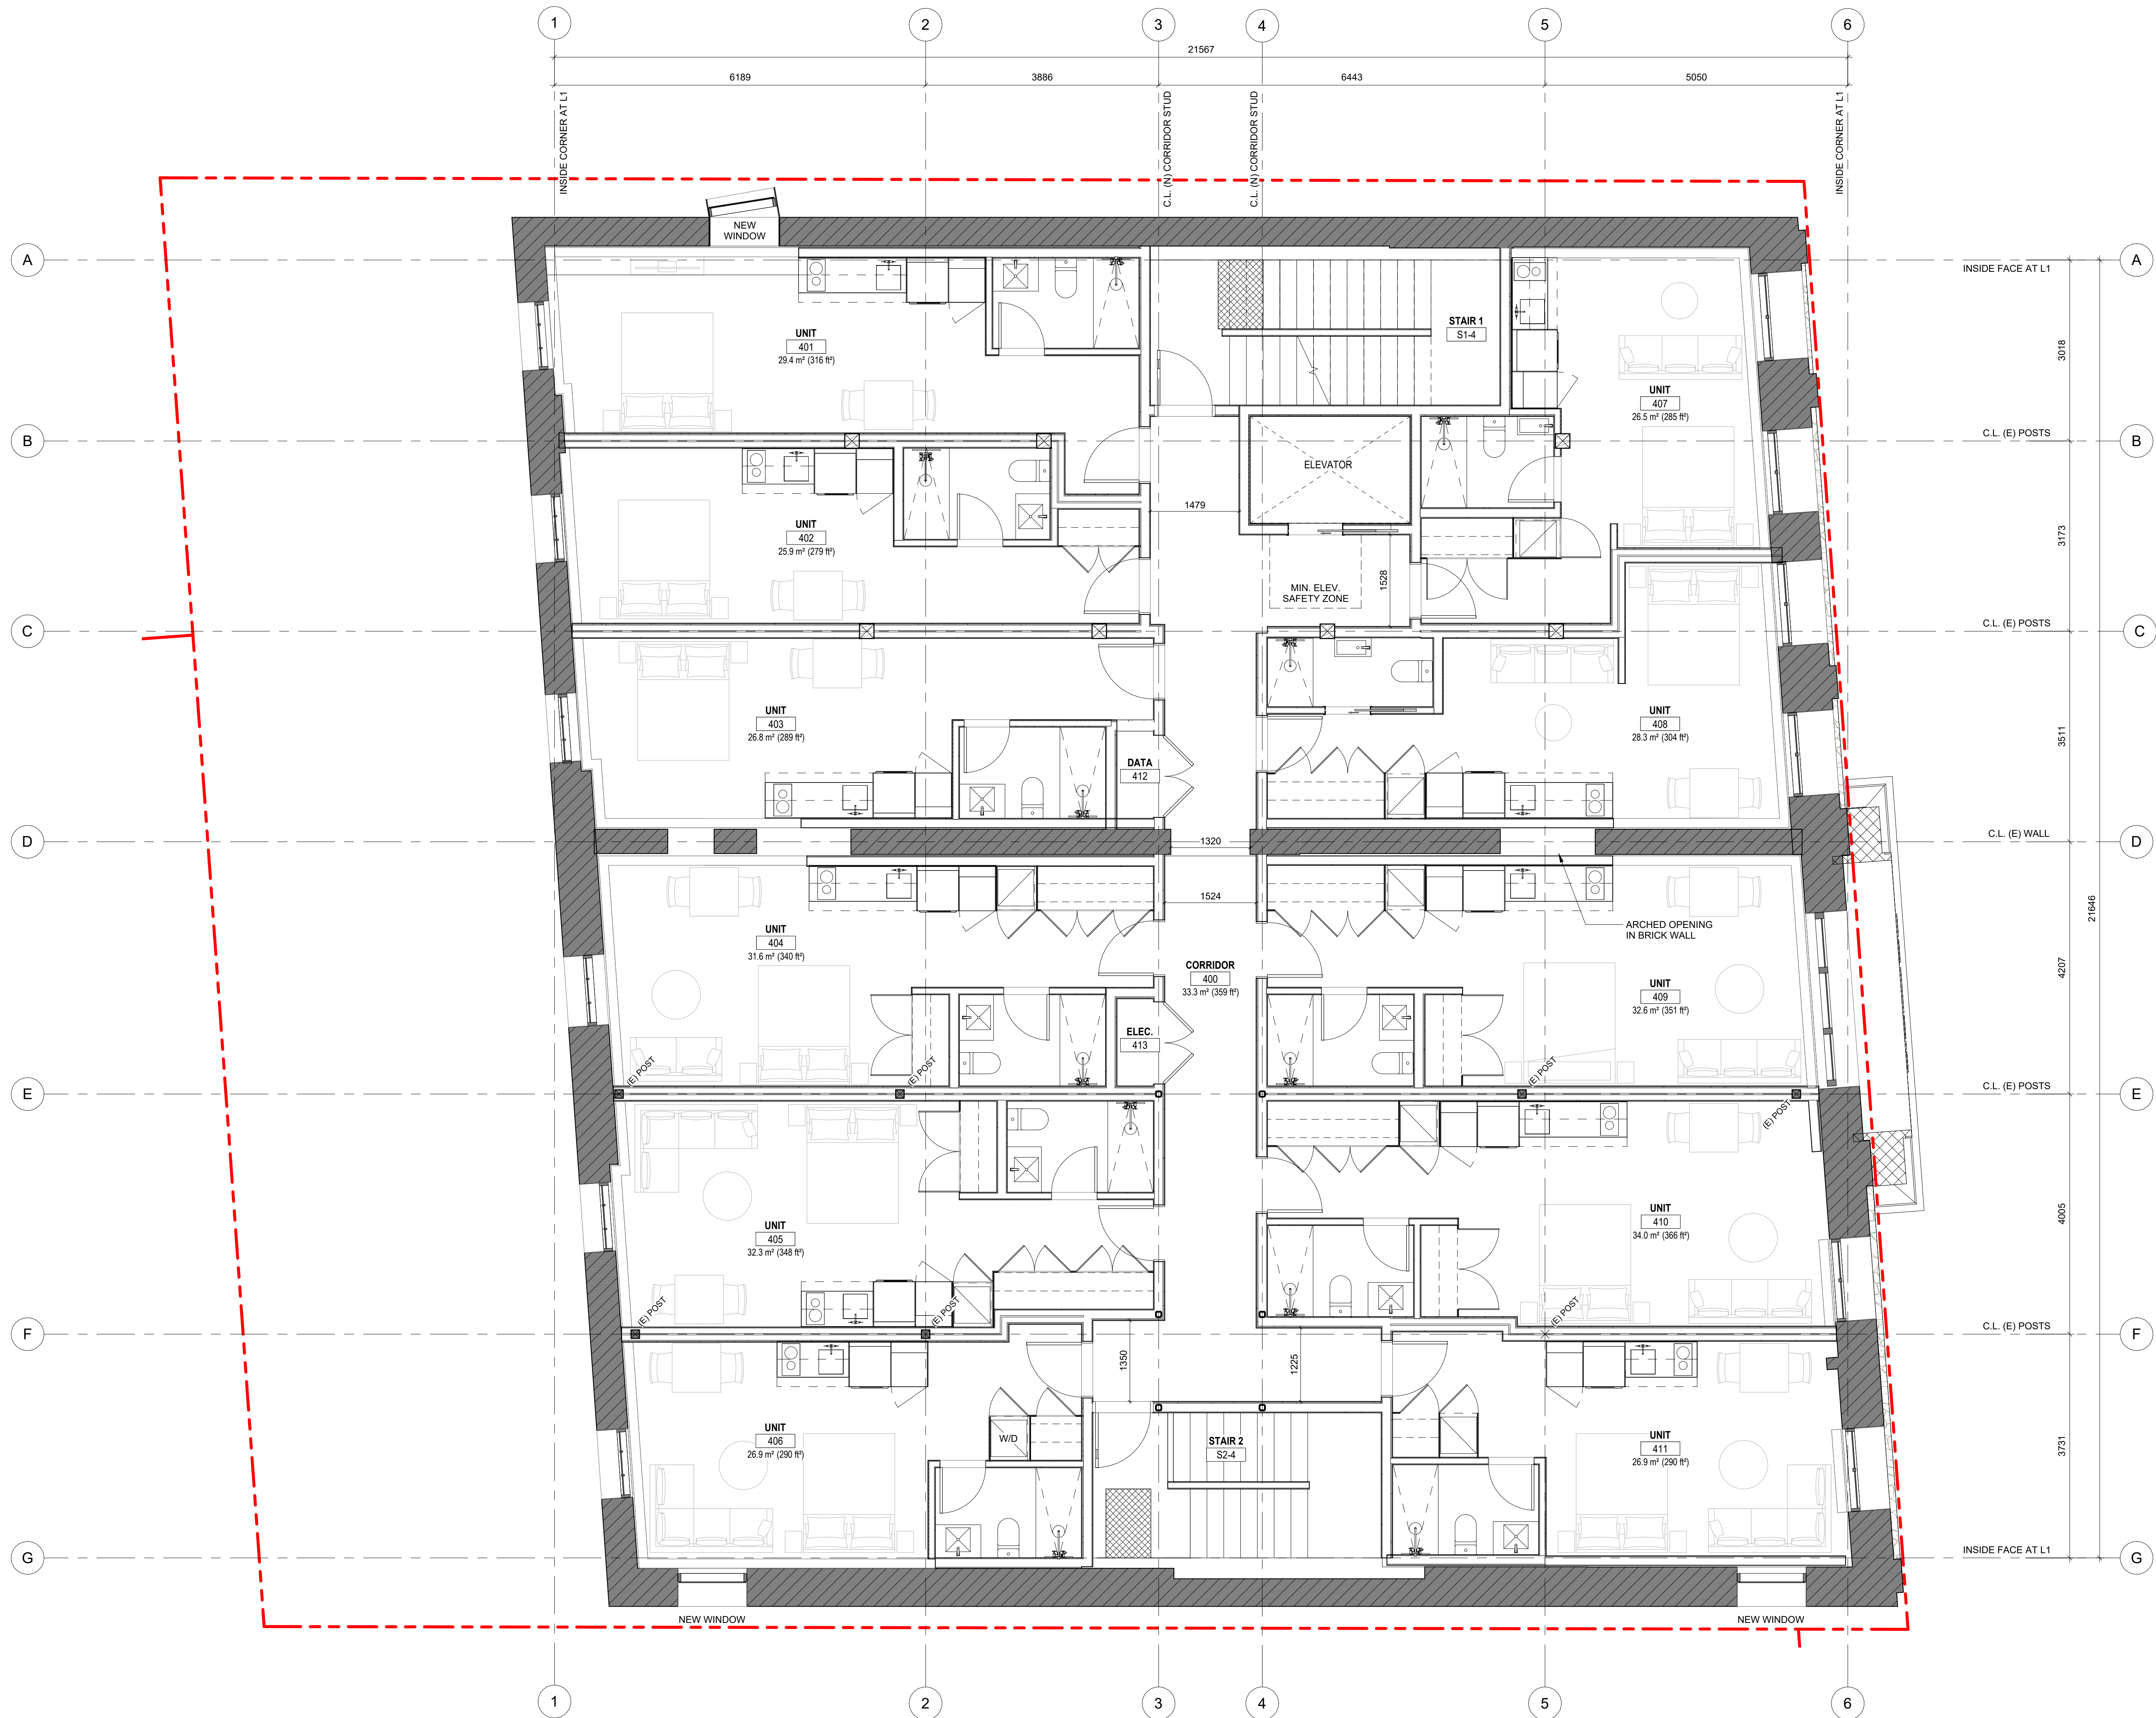 1
2
3
4
5
6
21567
6189
3886
6443
5050
INSIDE CORNER AT L1
C.L. (N) CORRIDOR STUD
C.L. (N) CORRIDOR STUD
INSIDE CORNER AT L1
NEW
WINDOW
A
A
INSIDE FACE AT L1
UNIT
401
29.4 m² (316 ft²)
STAIR 1
S1-4
3018
UNIT
407
26.5 m² (285 ft²)
B
C.L. (E) POSTS
B
ELEVATOR
1479
UNIT
402
25.9 m² (279 ft²)
3173
1528
MIN. ELEV.
SAFETY ZONE
C
C.L. (E) POSTS
C
UNIT
403
26.8 m² (289 ft²)
UNIT
408
28.3 m² (304 ft²)
3511
DATA
412
D
1320
C.L. (E) WALL
D
1524
21646
ARCHED OPENING
IN BRICK WALL
UNIT
404
31.6 m² (340 ft²)
CORRIDOR
400
33.3 m² (359 ft²)
4207
UNIT
409
32.6 m² (351 ft²)
ELEC.
413
(E) POST
(E) POST
(E) POST
E
C.L. (E) POSTS
E
(E) POST
UNIT
405
32.3 m² (348 ft²)
UNIT
410
34.0 m² (366 ft²)
4005
(E) POST
(E) POST
(E) POST
F
C.L. (E) POSTS
F
1350
1225
UNIT
406
26.9 m² (290 ft²)
W/D
STAIR 2
S2-4
UNIT
411
26.9 m² (290 ft²)
3731
G
INSIDE FACE AT L1
G
NEW WINDOW
NEW WINDOW
1
2
3
4
5
6